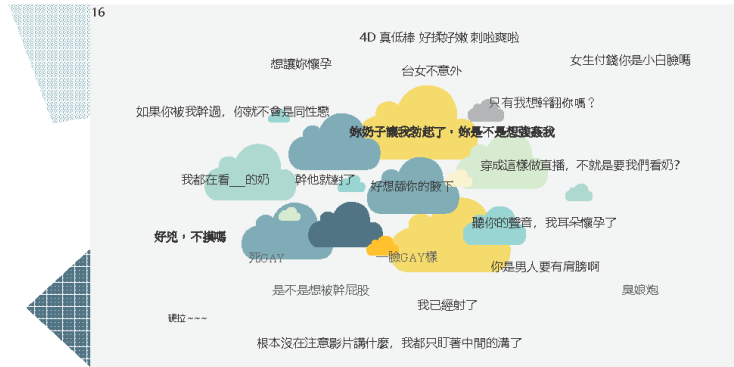 16
4D 真低棒 好揉好嫩 刺啦爽啦
想讓妳懷孕
女生付錢你是小白臉嗎
台女不意外
只有我想幹翻你嗎？
如果你被我幹過，你就不會是同性戀
妳奶子讓我勃起了，妳是不是想強姦我
穿成這樣做直播，不就是要我們看奶?
我都在看__的奶
幹他就對了
好想舔你的腋下
聽你的聲音，我耳朵懷孕了
好兇，不摸嗎
死GAY
一臉GAY樣
你是男人要有肩膀啊
是不是想被幹屁股
臭娘炮
我已經射了
硬拉~~~
根本沒在注意影片講什麼，我都只盯著中間的溝了